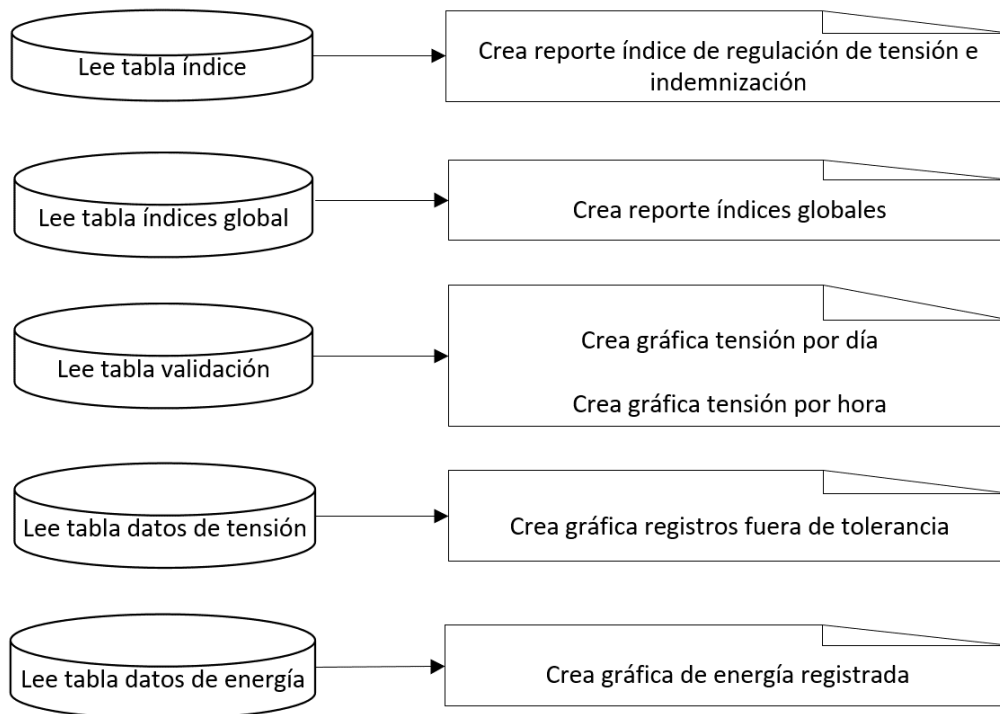 Lee tabla índice
Crea reporte índice de regulación de tensión e
indemnización
Lee tabla índices global
Crea reporte índices globales
Lee tabla validación
Crea gráfica tensión por día
Crea gráfica tensión por hora
Lee tabla datos de tensión
Crea gráfica registros fuera de tolerancia
Lee tabla datos de energía
Crea gráfica de energía registrada